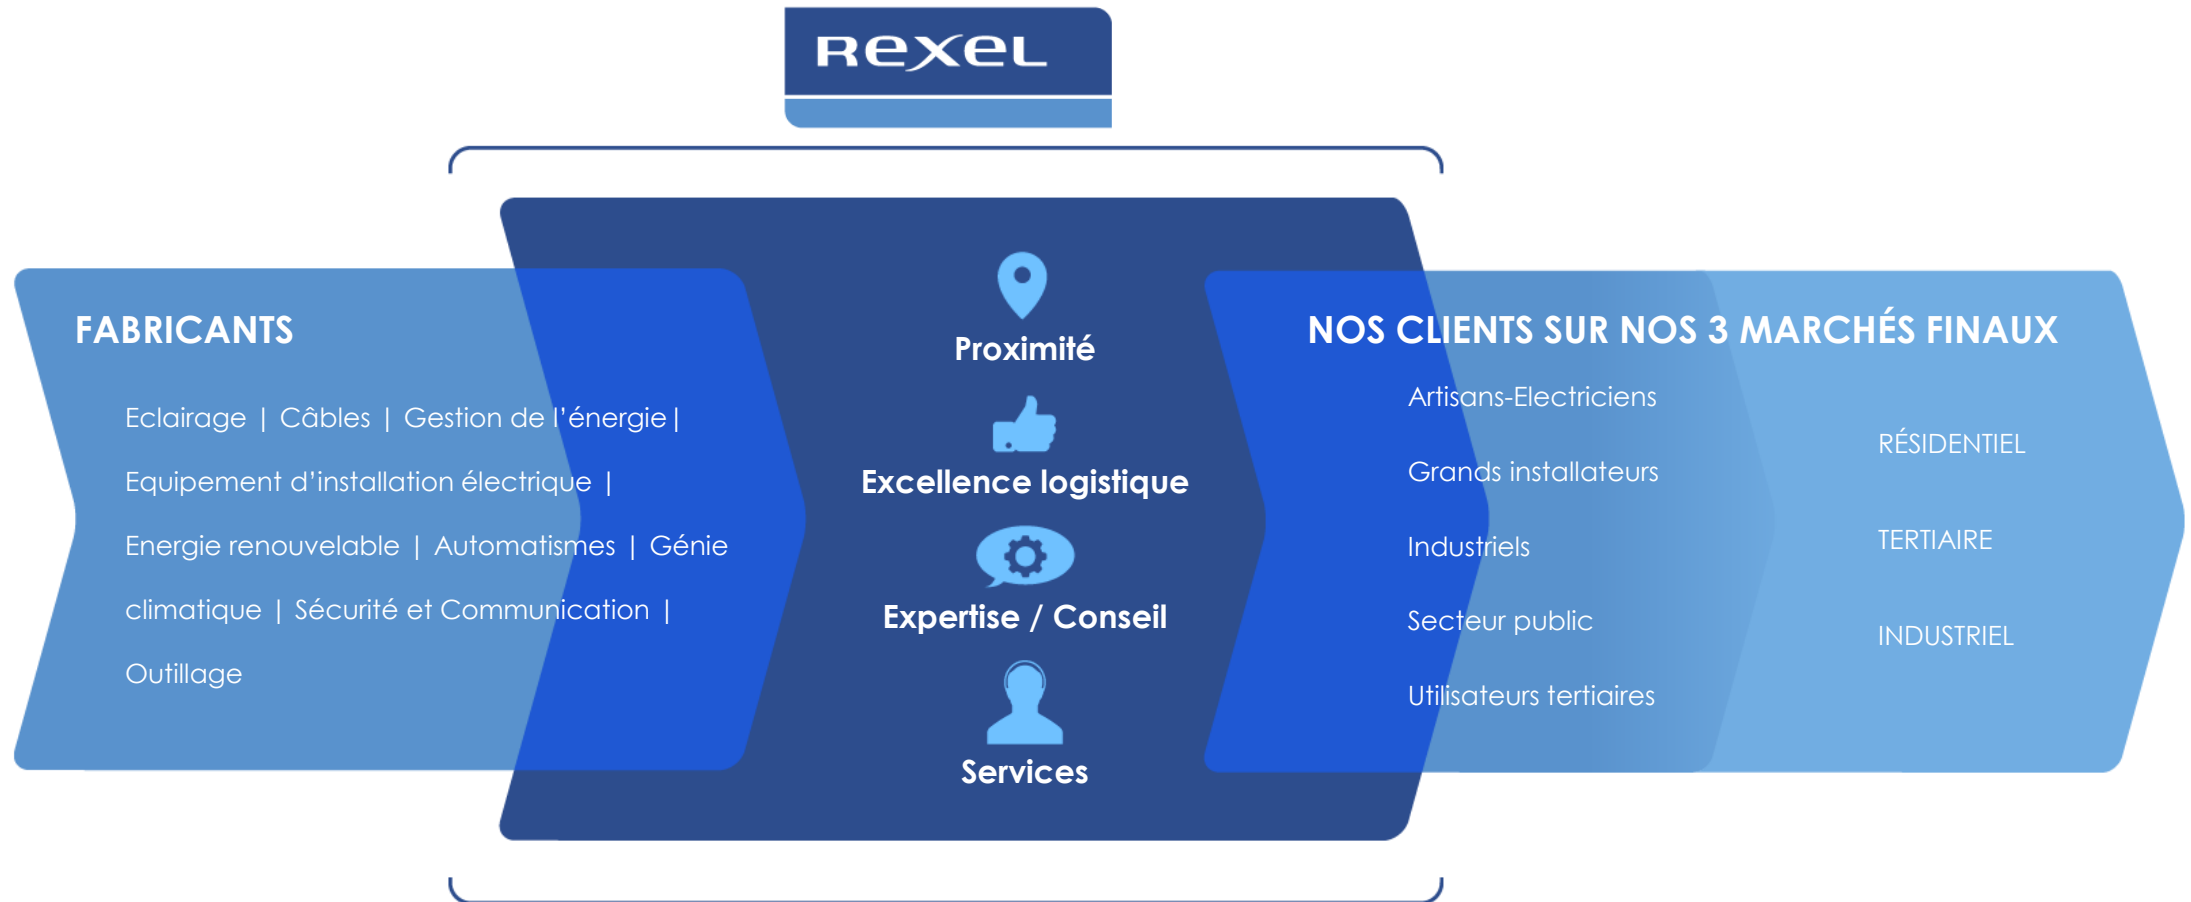 REXEL
FABRICANTS
Eclairage | Câbles | Gestion de l'énergie|
Equipement d'installation électrique |
Energie renouvelable | Automatismes | Génie
climatique | Sécurité et Communication |
Outillage
Proximité
Excellence logistique
Expertise / Conseil
Services
NOS CLIENTS SUR NOS 3 MARCHÉS FINAUX
Artisans-Electriciens
Grands installateurs
Industriels
Secteur public
Utilisateurs tertiaires
RÉSIDENTIEL
TERTIAIRE
INDUSTRIEL